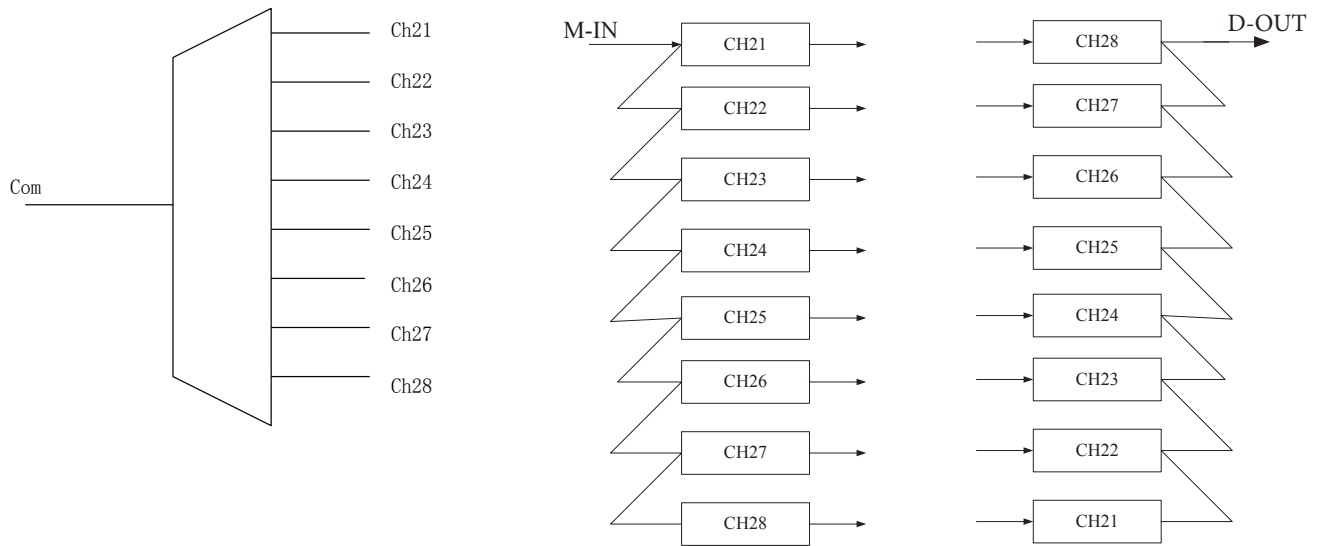 Com
Ch21
Ch22
Ch23
Ch24
Ch25
Ch26
Ch27
Ch28
M-IN
CH21
CH22
CH23
CH24
CH25
CH26
CH27
CH28
D-OUT
CH28
CH27
CH26
CH25
CH24
CH23
CH22
CH21